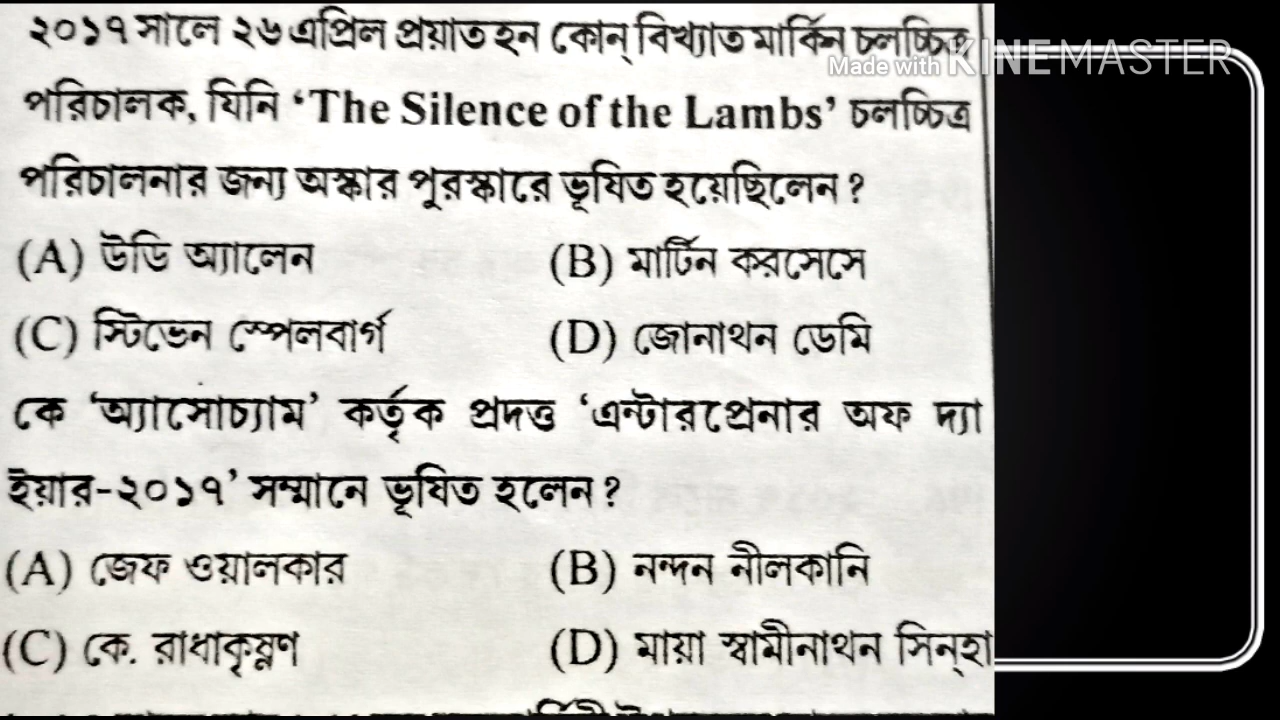 ২০১৭ সালে ২৬ এপ্রিল প্রয়াত হন কোন্ বিখ্যাত মার্কিন চলচ্চিত্র
Made with KINEMASTER
পরিচালক, যিনি ‘The Silence of the Lambs’ চলচ্চিত্র
পরিচালনার জন্য অস্কার পুরস্কারে ভূষিত হয়েছিলেন ?
(A) উডি অ্যালেন (B) মার্টিন করসেসে
(C) স্টিভেন স্পেলবার্গ (D) জোনাথন ডেমি
কে ‘অ্যাসোচ্যাম’ কর্তৃক প্রদত্ত ‘এন্টারপ্রেনার অফ দ্যা
ইয়ার-২০১৭’ সম্মানে ভূষিত হলেন ?
(A) জেফ ওয়ালকার (B) নন্দন নীলকানি
(C) কে. রাধাকৃষ্ণণ (D) মায়া স্বামীনাথন সিন্‌হা